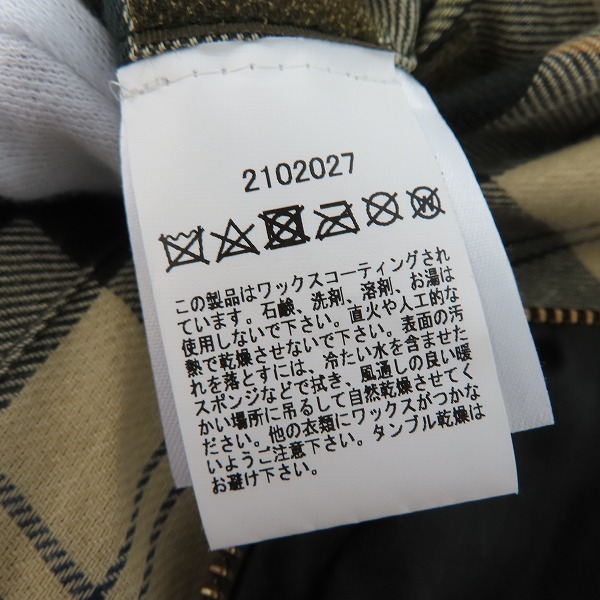 2102027
この製品はワックスコーティングされ
ています。石鹸、洗剤、溶剤、お湯は
使用しないで下さい。直火や人工的な
熱で乾燥させないで下さい。表面の汚
れを落とすには、冷たい水を含ませた
スポンジなどで拭き、風通しの良い暖
かい場所に吊るして自然乾燥させてく
ださい。他の衣類にワックスがつかな
いようご注意下さい。タンブル乾燥は
お避け下さい。